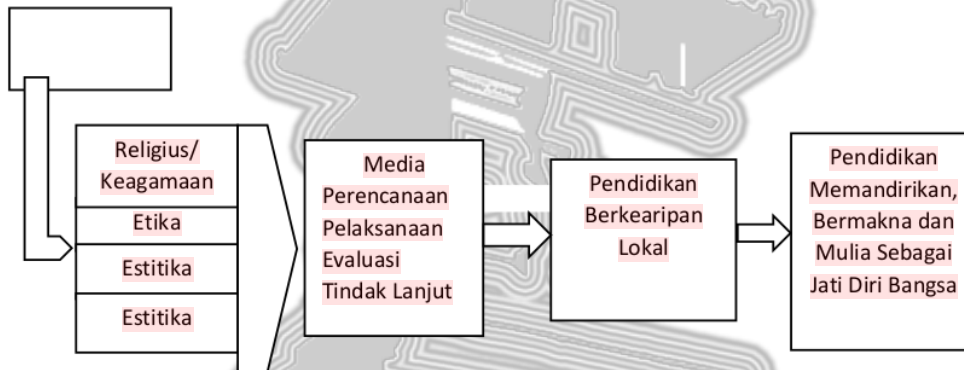 Religius/
Keagamaan
Etika
Estitika
Estitika
Media
Perencanaan
Pelaksanaan
Evaluasi
Tindak Lanjut
Pendidikan
Berkearipan
Lokal
Pendidikan
Memandirikan,
Bermakna dan
Mulia Sebagai
Jati Diri Bangsa